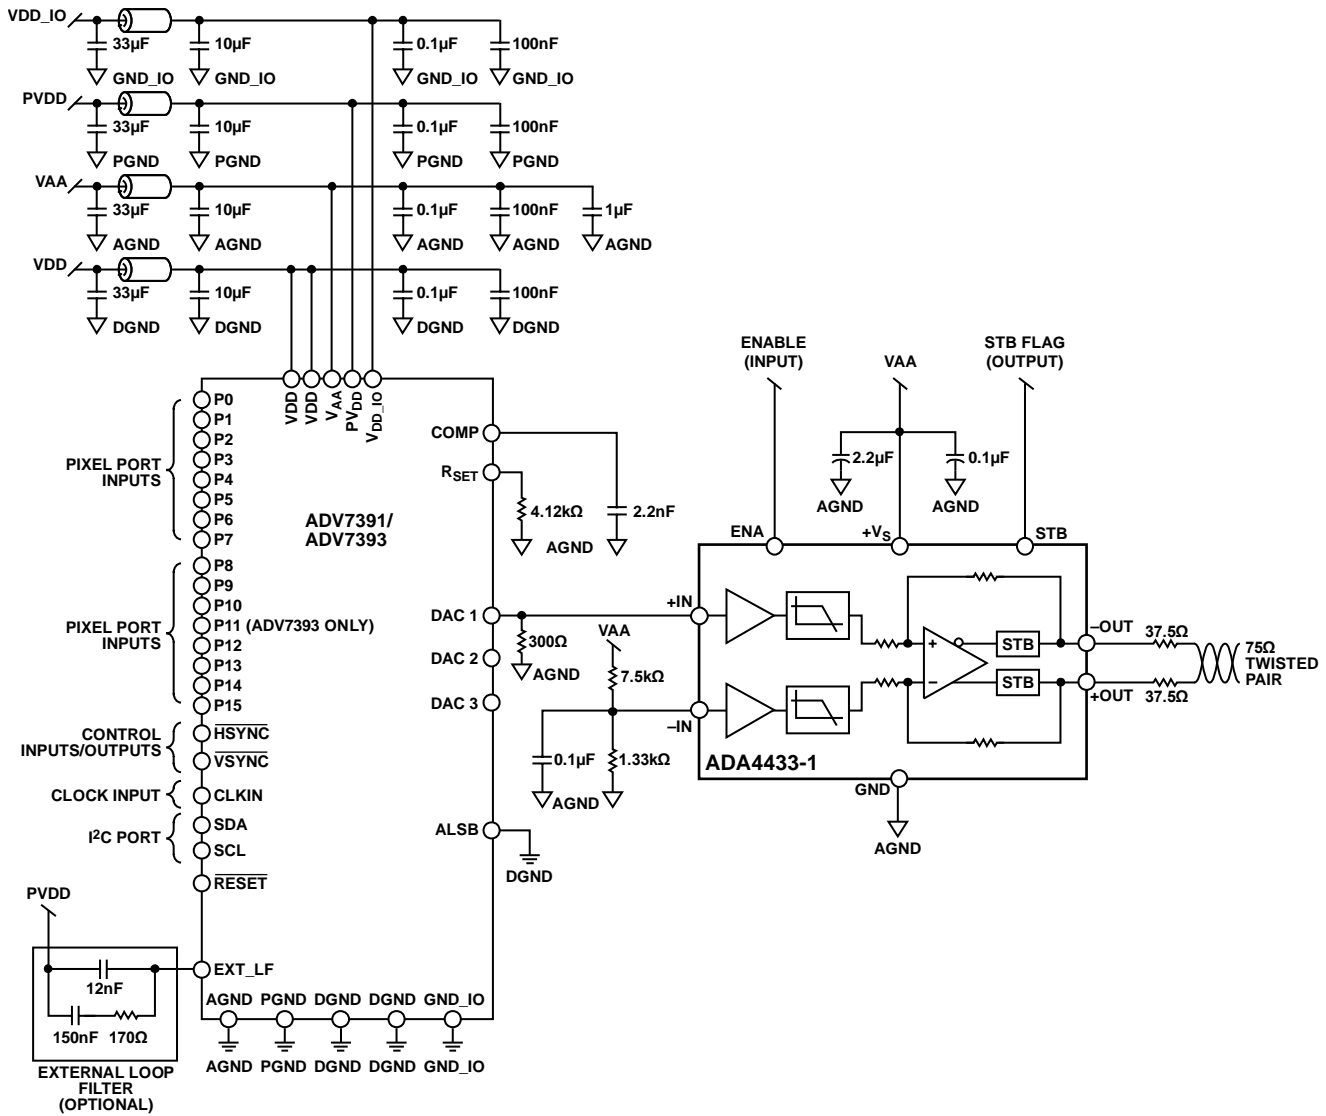 VDD_IO
33µF
10µF
0.1µF
100nF
GND_IO
GND_IO
GND_IO
GND_IO
PVDD
33µF
10µF
0.1µF
100nF
PGND
PGND
PGND
PGND
VAA
33µF
10µF
0.1µF
100nF
1µF
AGND
AGND
AGND
AGND
AGND
VDD
33µF
10µF
0.1µF
100nF
DGND
DGND
DGND
DGND
VDD
VDD
VAA
PVDD
VDD_IO
PIXEL PORT
INPUTS
P0
P1
P2
P3
P4
P5
P6
P7
PIXEL PORT
INPUTS
P8
P9
P10
P11 (ADV7393 ONLY)
P12
P13
P14
P15
CONTROL
INPUTS/OUTPUTS
HSYNC
VSYNC
CLOCK INPUT
CLKIN
I2C PORT
SDA
SCL
RESET
PVDD
EXT_LF
12nF
150nF
170Ω
EXTERNAL LOOP
FILTER
(OPTIONAL)
ADV7391/
ADV7393
COMP
RSET
4.12kΩ
2.2nF
AGND
DAC 1
DAC 2
DAC 3
300Ω
AGND
VAA
7.5kΩ
0.1µF
1.33kΩ
AGND
ALSB
DGND
AGND PGND DGND DGND GND_IO
AGND PGND DGND DGND GND_IO
ENABLE
(INPUT)
VAA
STB FLAG
(OUTPUT)
2.2µF
0.1µF
AGND
AGND
ENA
+VS
STB
+IN
–IN
+
–
STB
STB
–OUT
+OUT
37.5Ω
37.5Ω
75Ω
TWISTED
PAIR
ADA4433-1
GND
AGND